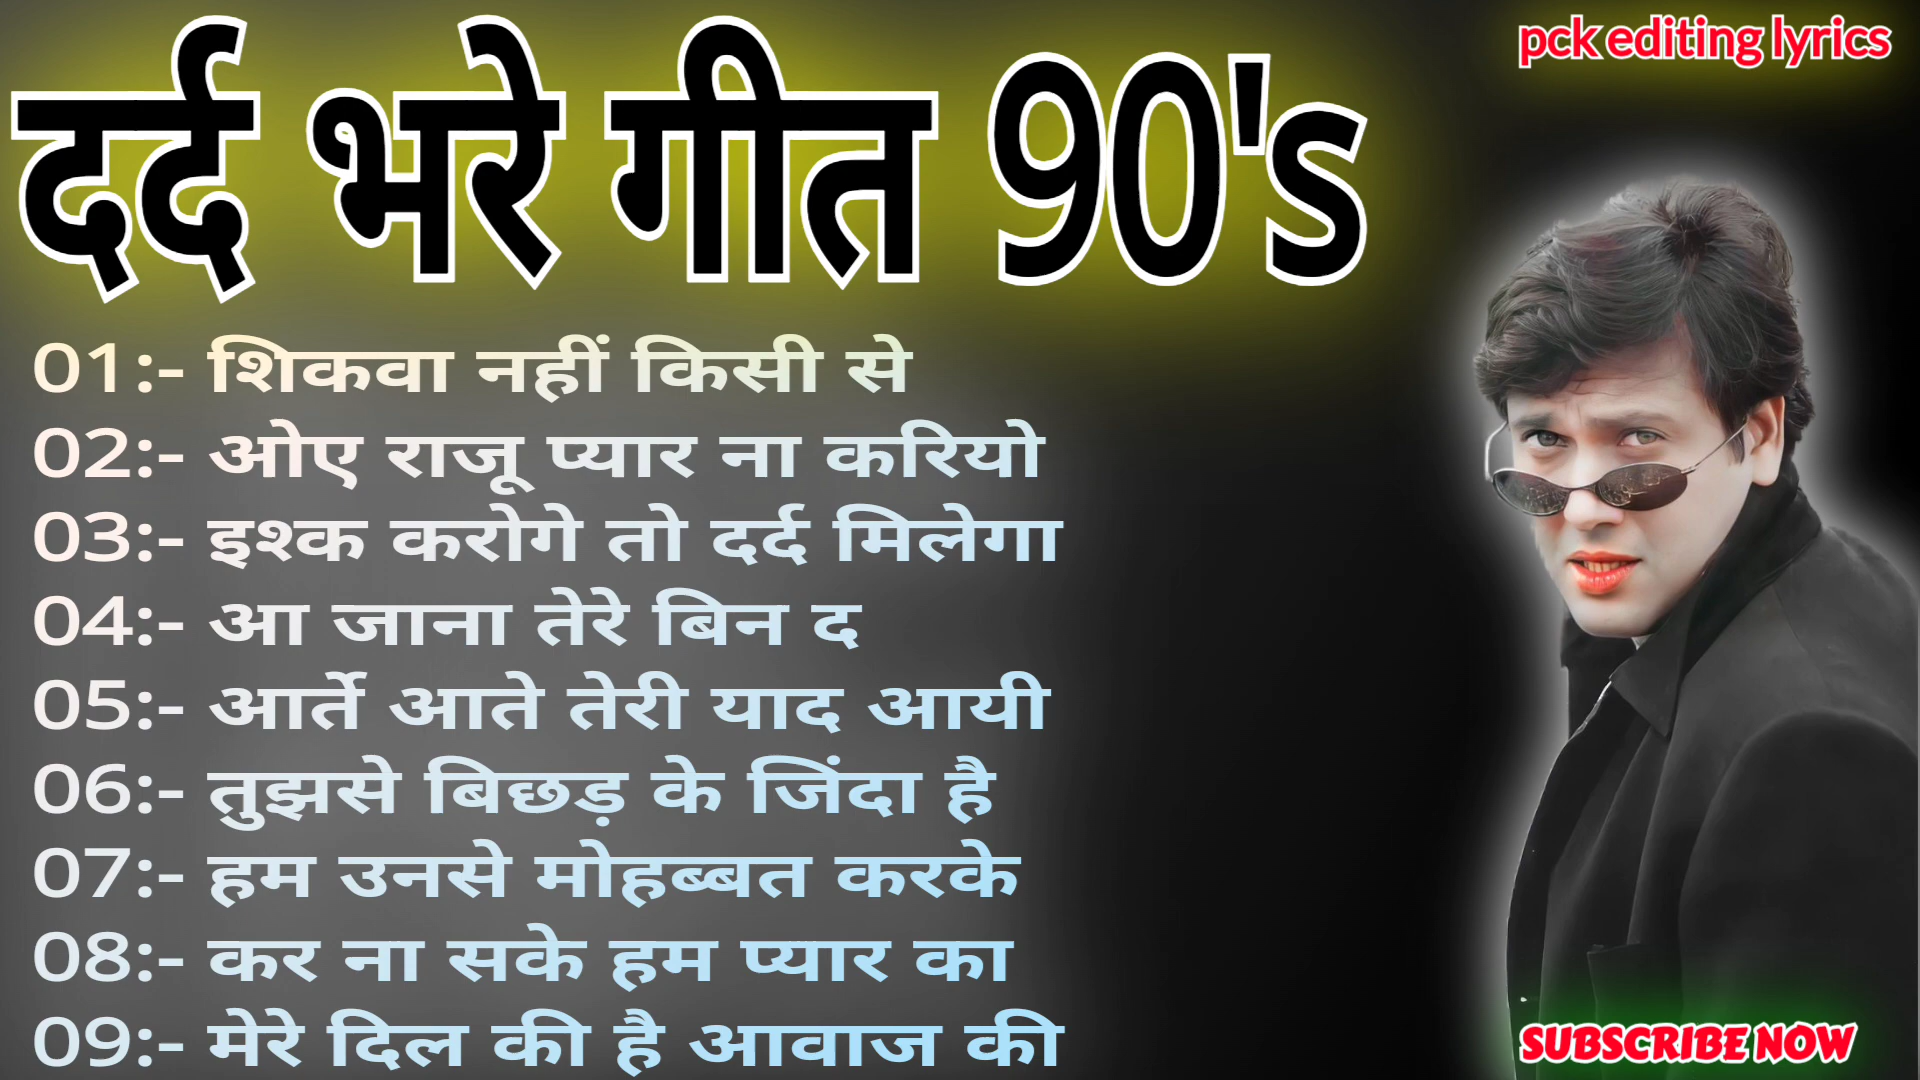 दर्द भरे गीत 90's
pck editing lyrics
01:- शिकवा नहीं किसी से
02:- ओए राजू प्यार ना करियो
03:- इश्क करोगे तो दर्द मिलेगा
04:- आ जाना तेरे बिन द
05:- आर्ते आते तेरी याद आयी
06:- तुझसे बिछड़ के जिंदा है
07:- हम उनसे मोहब्बत करके
08:- कर ना सके हम प्यार का
09:- मेरे दिल की है आवाज की
SUBSCRIBE NOW